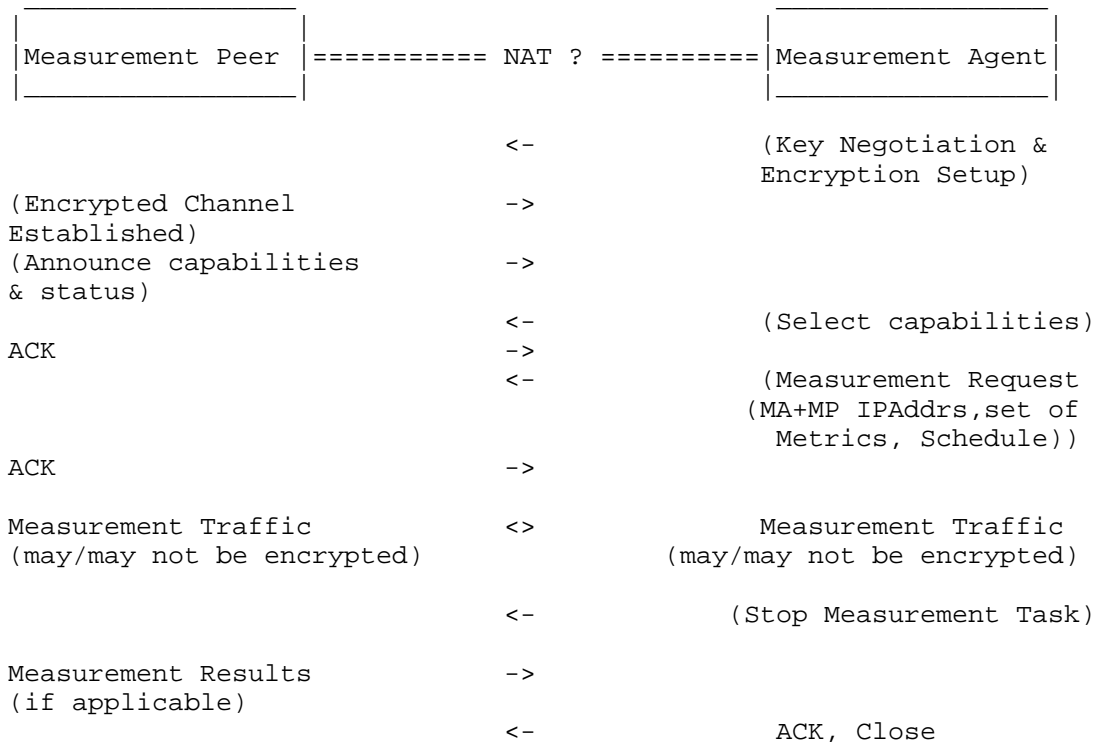 Measurement Peer |=========== NAT ? ==========|Measurement Agent
<- (Key Negotiation &
Encryption Setup)
(Encrypted Channel ->
Established)
(Announce capabilities ->
& status)
<- (Select capabilities)
ACK ->
<- (Measurement Request
(MA+MP IPAddrs,set of
Metrics, Schedule))
ACK ->
Measurement Traffic <> Measurement Traffic
(may/may not be encrypted) (may/may not be encrypted)
<- (Stop Measurement Task)
Measurement Results ->
(if applicable)
<- ACK, Close